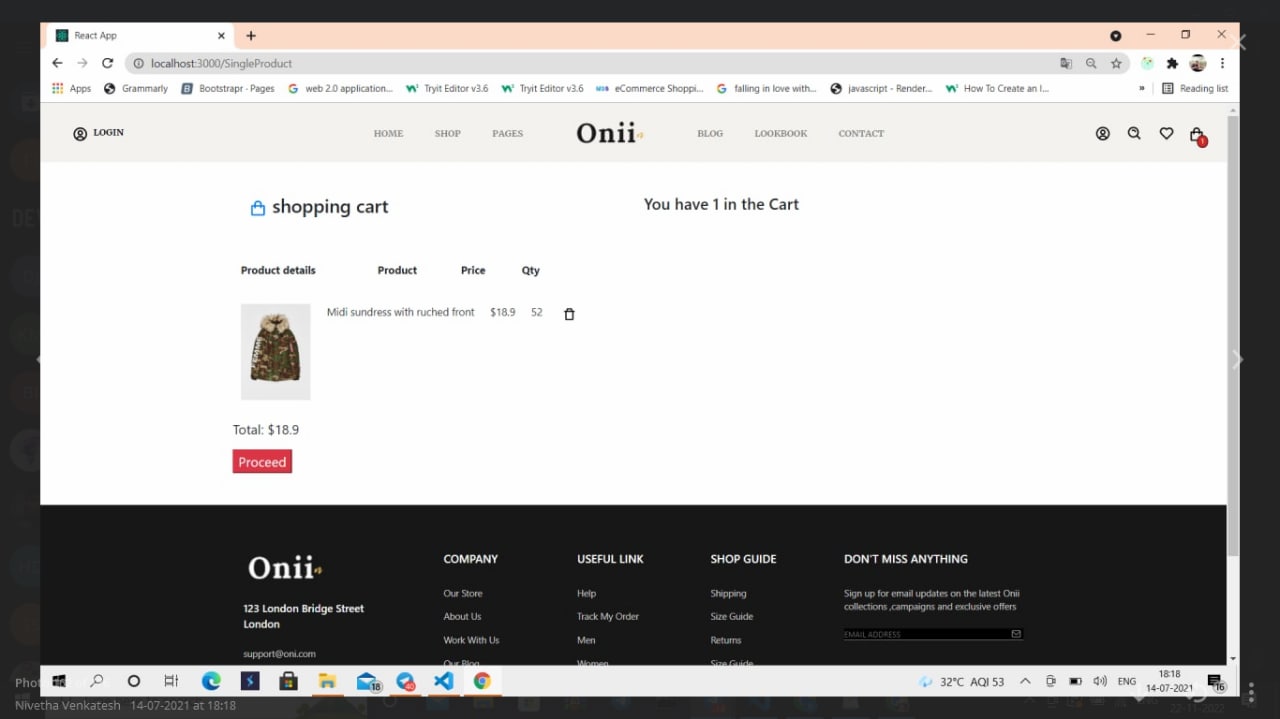 React App
localhost:3000/SingleProduct
Apps Grammarly Bootstrapr · Pages web 2.0 application... Tryit Editor v3.6 Tryit Editor v3.6 eCommerce Shoppi... falling in love with... javascript - Render... How To Create an I... » Reading list
LOGIN HOME SHOP PAGES Onii BLOG LOOKBOOK CONTACT 1
shopping cart You have 1 in the Cart
Product details Product Price Qty
Midi sundress with ruched front $18.9 52
Total: $18.9
Proceed
Onii COMPANY USEFUL LINK SHOP GUIDE DON'T MISS ANYTHING
Our Store Help Shipping Sign up for email updates on the latest Onii
collections ,campaigns and exclusive offers
123 London Bridge Street
London
About Us Track My Order Size Guide
EMAIL ADDRESS
Work With Us Men Returns
support@oni.com
Our Blog Women Size Guide
18 40 32°C AQI 53 ENG 18:18
14-07-2021 16
Nivetha Venkatesh 14-07-2021 at 18:18
22-11-2022